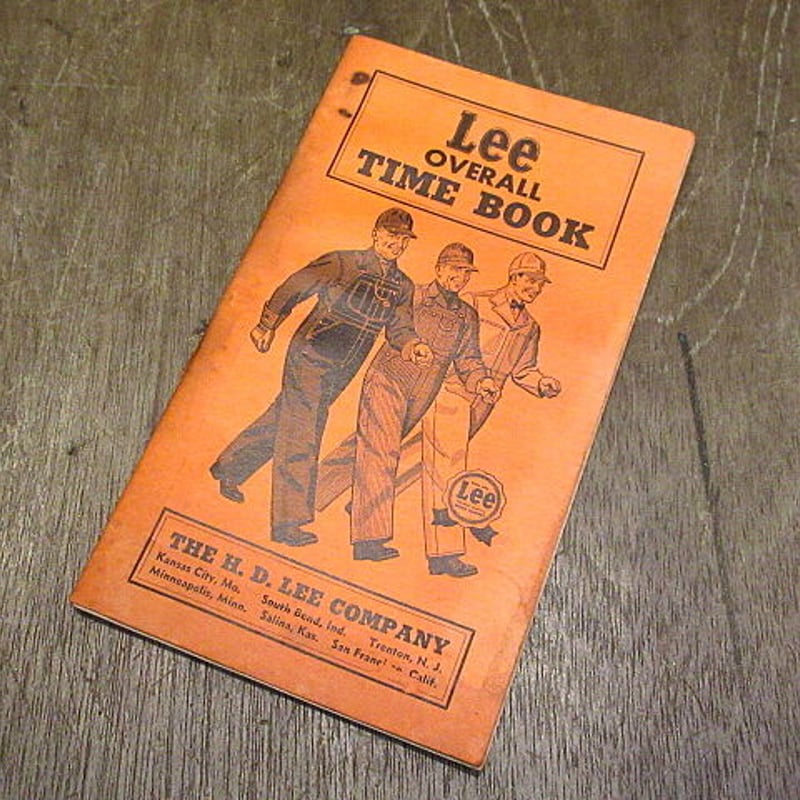 Lee
OVERALL
TIME BOOK
Lee
THE H. D. LEE COMPANY
Kansas City, Mo. South Bend, Ind. Trenton, N. J.
Minneapolis, Minn. Salina, Kas. San Calif.